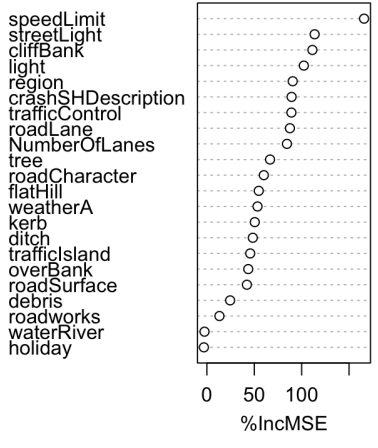 speedLimit
streetLight
cliffBank
light
region
crashSHDescription
trafficControl
roadLane
NumberOfLanes
tree
roadCharacter
flatHill
weatherA
kerb
ditch
trafficIsland
overBank
roadSurface
debris
roadworks
waterRiver
holiday
0 50 100
%IncMSE